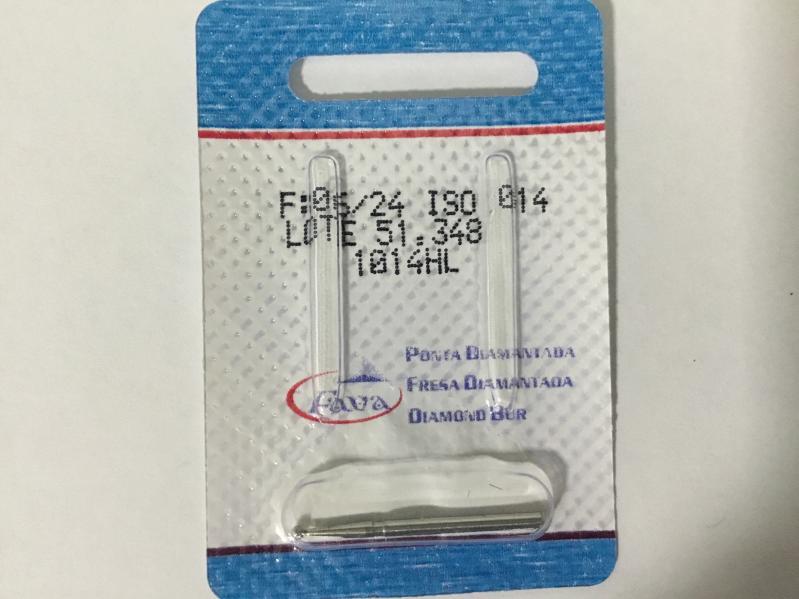 F:05/24 ISO 014
LOTE 51.348
1014HL
PONTA DIAMANTADA
FRESA DIAMANTADA
DIAMOND BUR
Fava